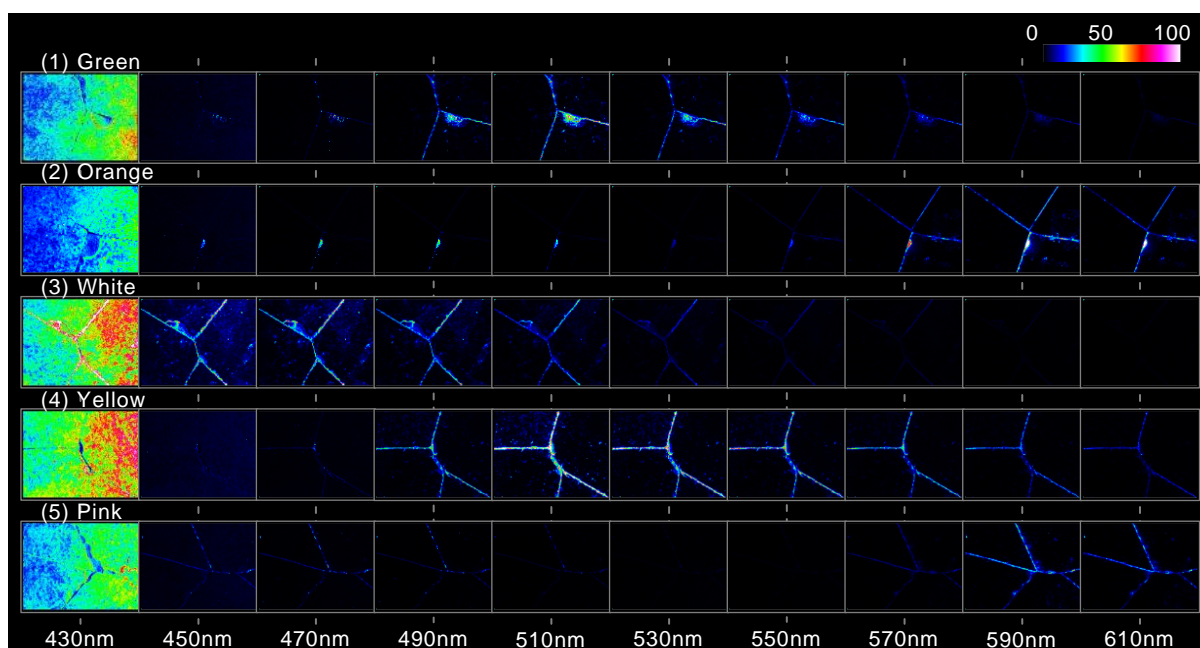 0 50 100
(1) Green
(2) Orange
(3) White
(4) Yellow
(5) Pink
430nm 450nm 470nm 490nm 510nm 530nm 550nm 570nm 590nm 610nm